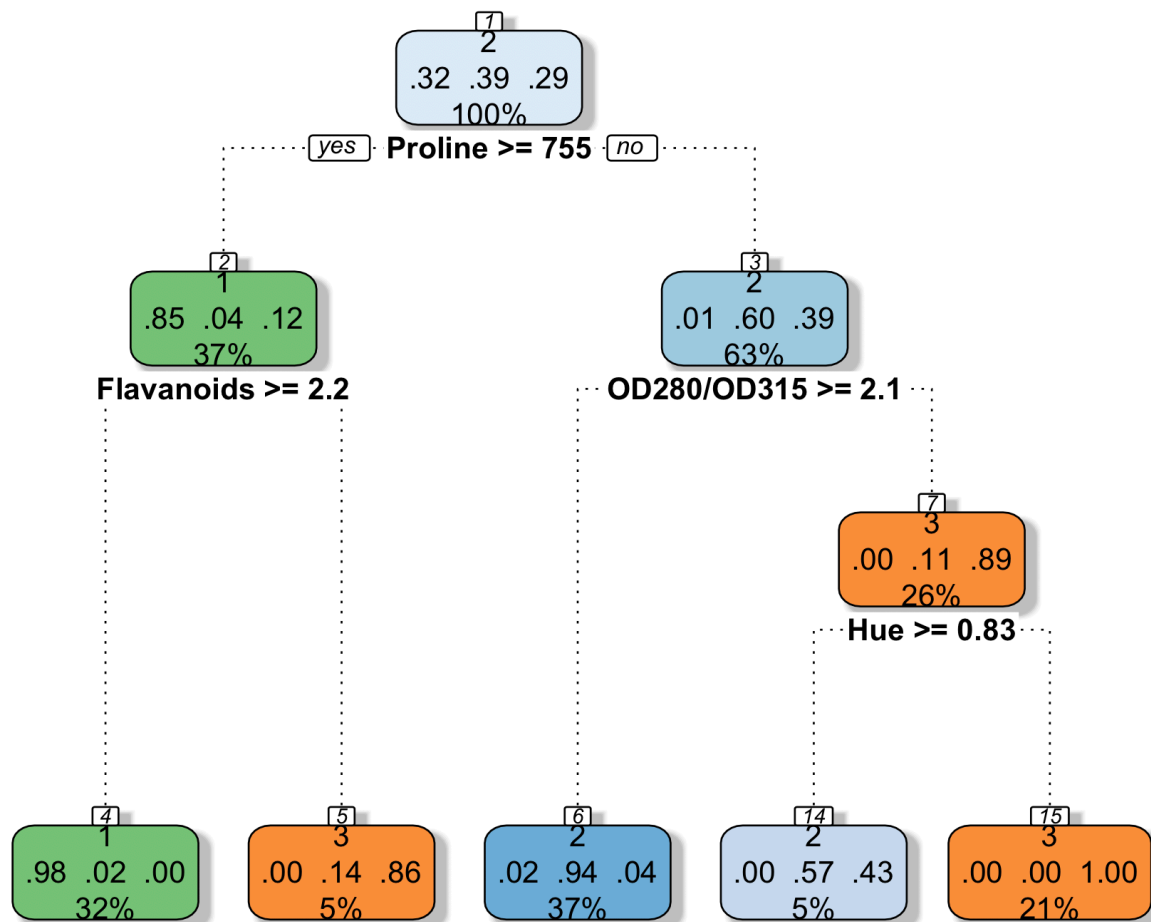 1
2
.32 .39 .29
100%
yes Proline >= 755 no
2
1
.85 .04 .12
37%
Flavanoids >= 2.2
3
2
.01 .60 .39
63%
OD280/OD315 >= 2.1
7
3
.00 .11 .89
26%
Hue >= 0.83
4
1
.98 .02 .00
32%
5
3
.00 .14 .86
5%
6
2
.02 .94 .04
37%
14
2
.00 .57 .43
5%
15
3
.00 .00 1.00
21%